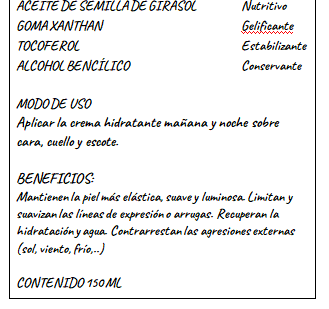 ACEITE DE SEMILLA DE GIRASOL Nutritivo
GOMA XANTHAN Gelificante
TOCOFEROL Estabilizante
ALCOHOL BENCÍLICO Conservante
MODO DE USO
Aplicar la crema hidratante mañana y noche sobre
cara, cuello y escote.
BENEFICIOS:
Mantienen la piel más elástica, suave y luminosa. Limitan y
suavizan las líneas de expresión o arrugas. Recuperan la
hidratación y agua. Contrarrestan las agresiones externas
(sol, viento, frío,..)
CONTENIDO 150 ML